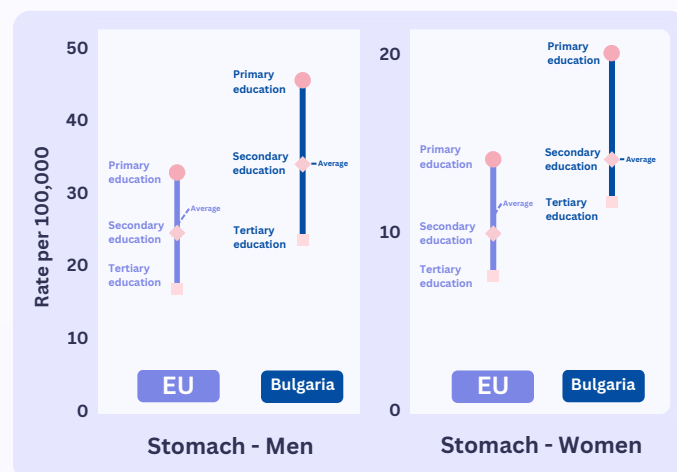 Rate per 100,000
50
40
30
20
10
0
Primary
education
Secondary
education
Tertiary
education
Average
EU
Primary
education
Secondary
education
Tertiary
education
Average
Bulgaria
Stomach - Men
20
10
0
Primary
education
Secondary
education
Tertiary
education
Average
EU
Primary
education
Secondary
education
Tertiary
education
Average
Bulgaria
Stomach - Women